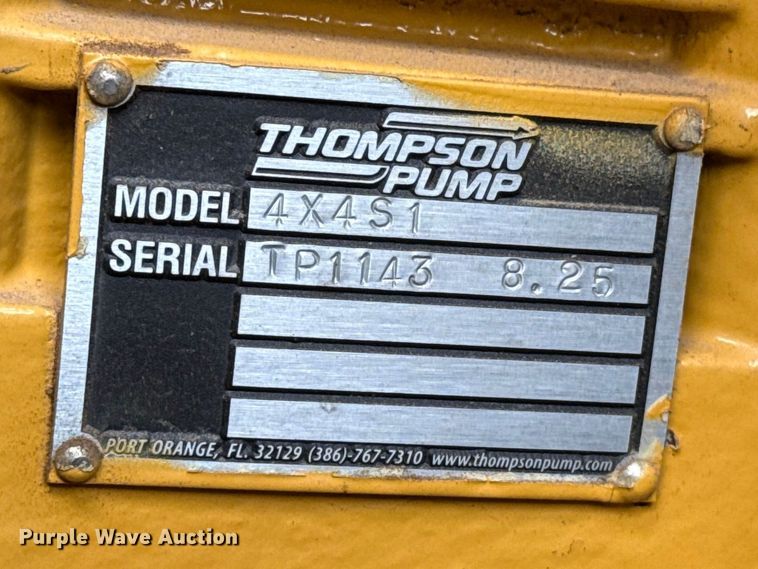 THOMPSON
PUMP
MODEL 4X4S1
SERIAL TP1143 8.25
PORT ORANGE, FL. 32129 (386)-767-7310 www.thompsonpump.com
Purple Wave Auction